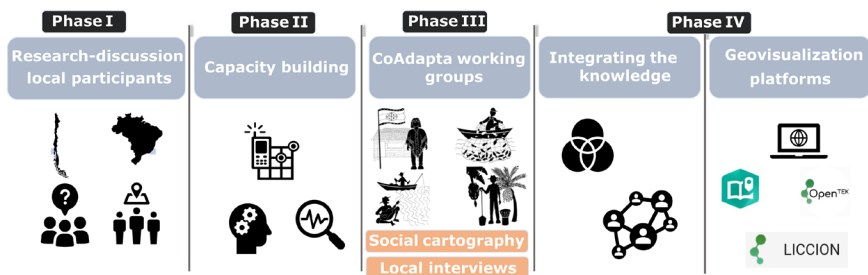 Phase I
Phase II
Phase III
Phase IV
Research-discussion
local participants
Capacity building
CoAdapta working
groups
Integrating the
knowledge
Geovisualization
platforms
?
OpenTEK
LICCION
Social cartography
Local interviews